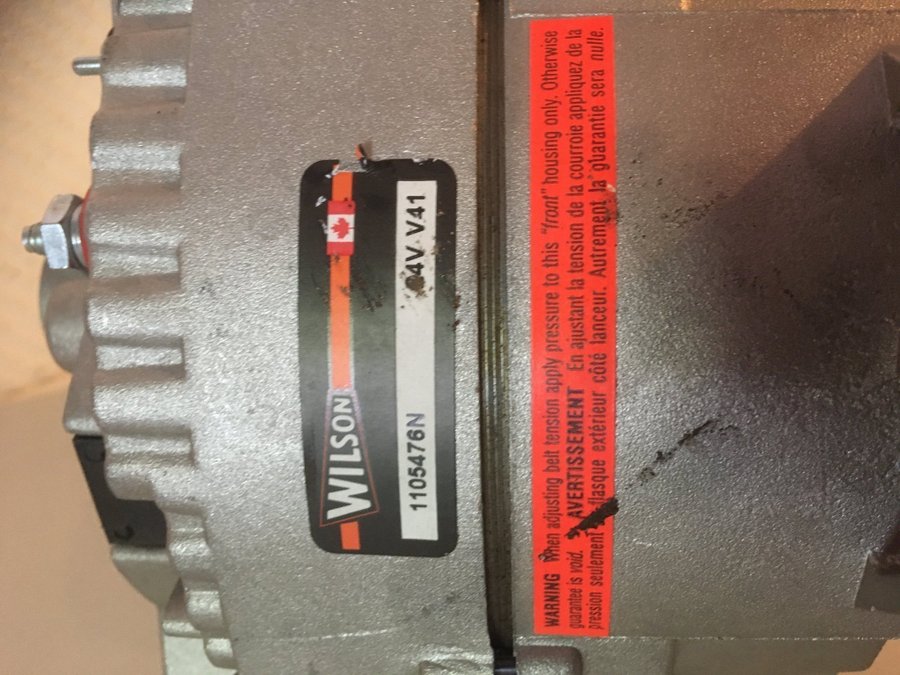 WILSON
1105476N 24V V41
WARNING When adjusting belt tension apply pressure to this "front" housing only. Otherwise
guarantee is void. AVERTISSEMENT En ajustant la tension de la courroie appliquez de la
pression seulement flasque extérieur côté lanceur. Autrement la guarantie sera nulle.